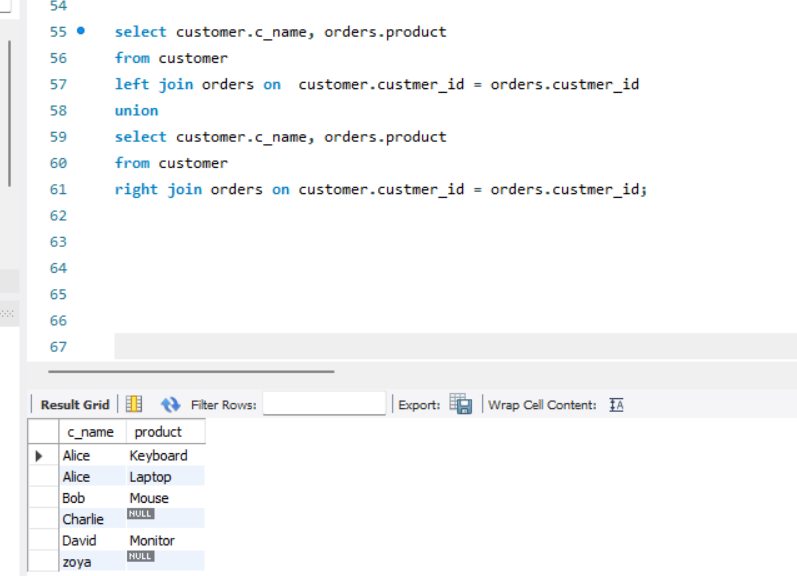 54
55 select customer.c_name, orders.product
56 from customer
57 left join orders on  customer.custmer_id = orders.custmer_id
58 union
59 select customer.c_name, orders.product
60 from customer
61 right join orders on customer.custmer_id = orders.custmer_id;
62
63
64
65
66
67
Result Grid Filter Rows: Export: Wrap Cell Content: IA
c_name product
Alice Keyboard
Alice Laptop
Bob Mouse
Charlie NULL
David Monitor
zoya NULL